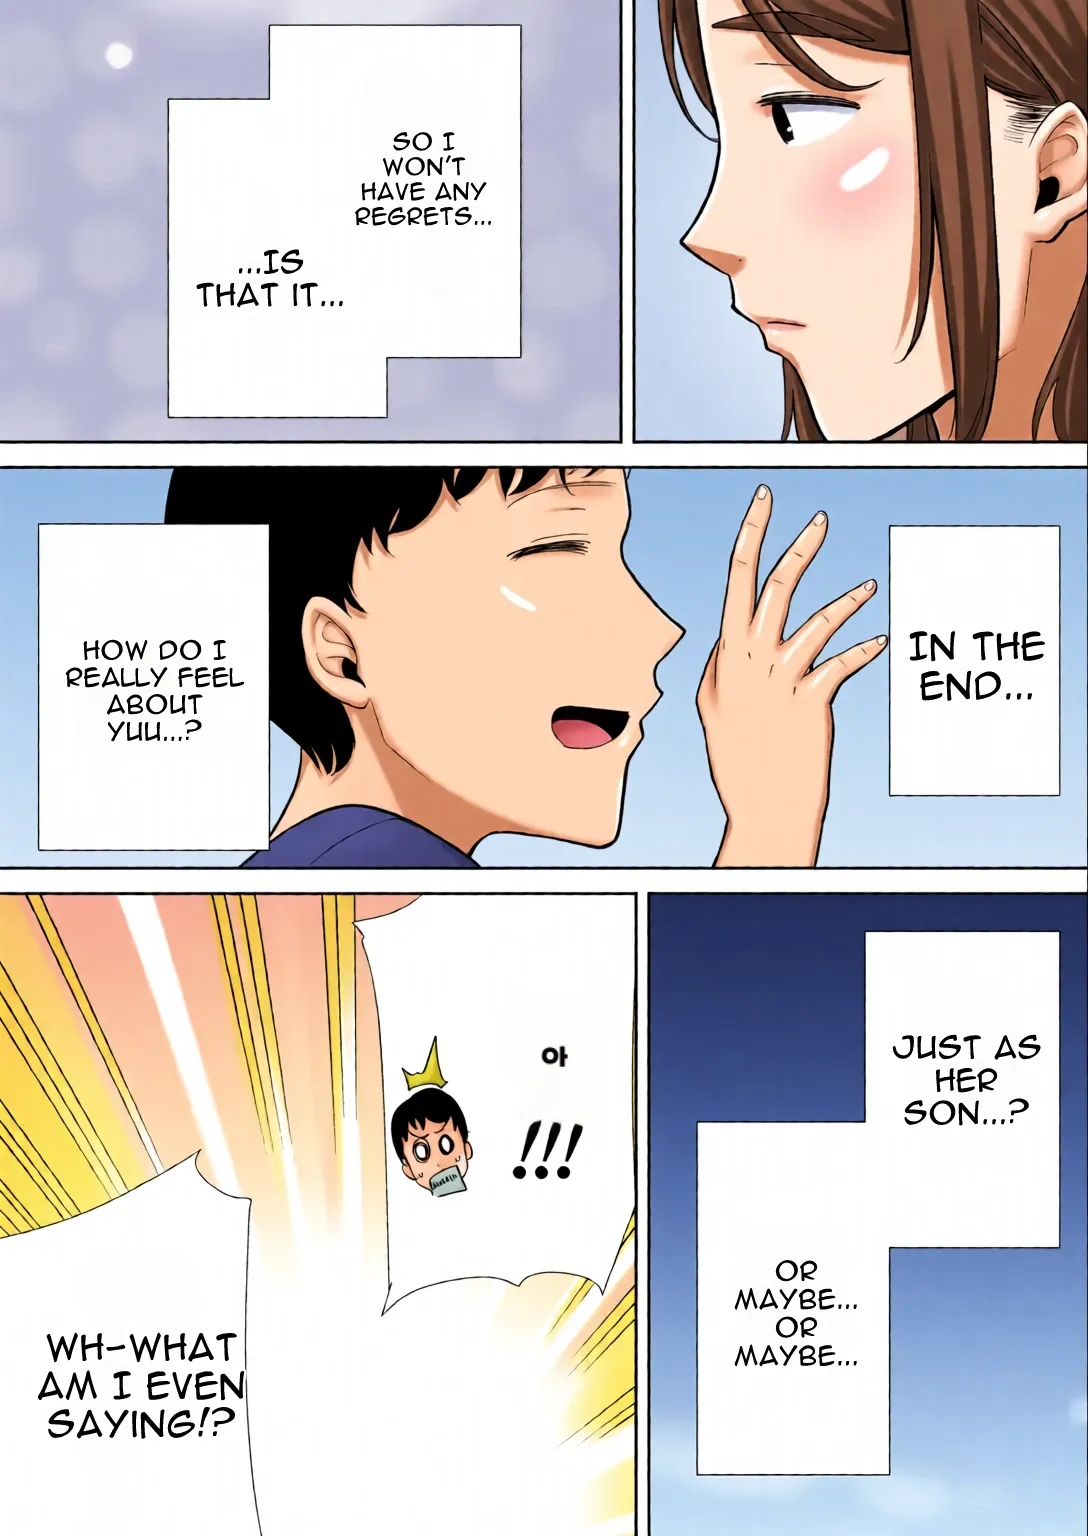 SO I
WON'T
HAVE ANY
REGRETS...
...IS
THAT IT...
IN THE
END...
HOW DO I
REALLY FEEL
ABOUT
YUU...?
JUST AS
HER
SON...?
OR
MAYBE...
OR
MAYBE...
아
!!!
WH-WHAT
AM I EVEN
SAYING!?